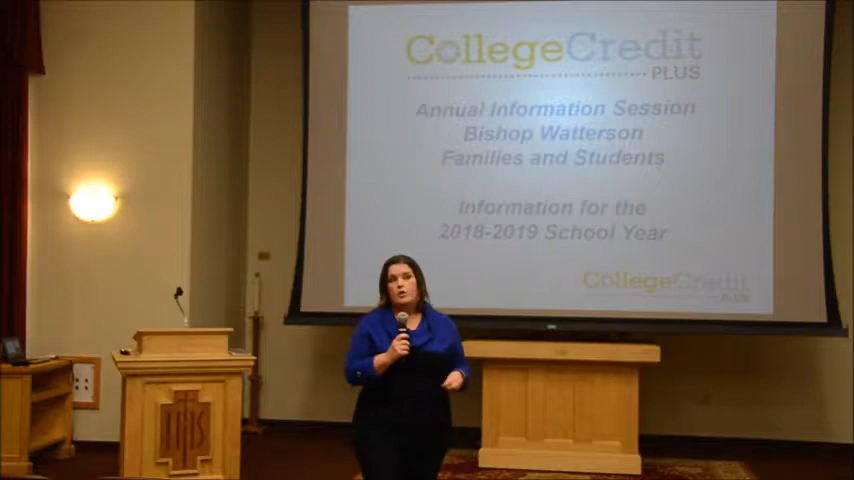 CollegeCredit
PLUS
Annual Information Session
Bishop Watterson
Families and Students
Information for the
2018-2019 School Year
CollegeCredit
PLUS
IHS